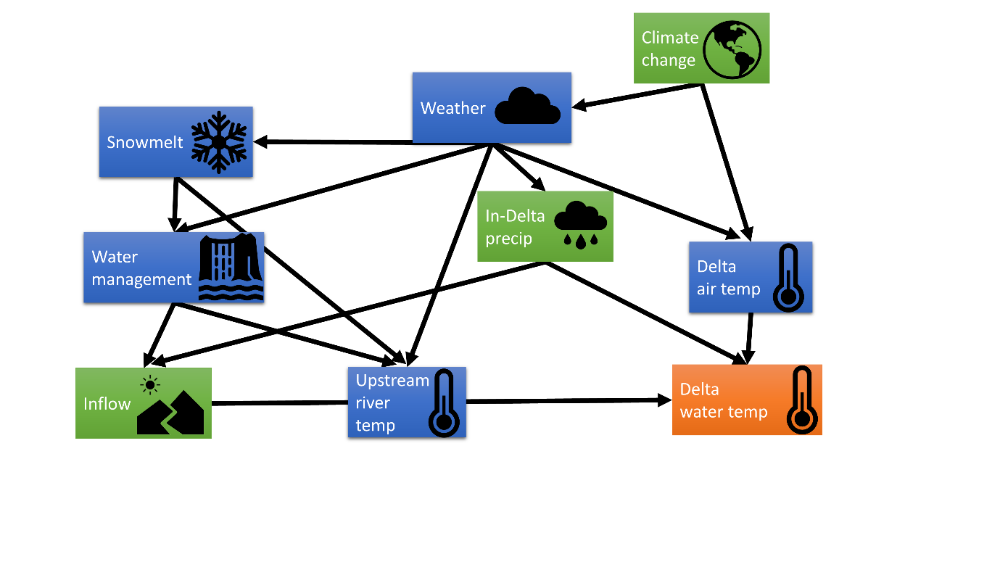 Climate
change
Weather
Snowmelt
In-Delta
precip
Water
management
Delta
air temp
Upstream
river
temp
Inflow
Delta
water temp